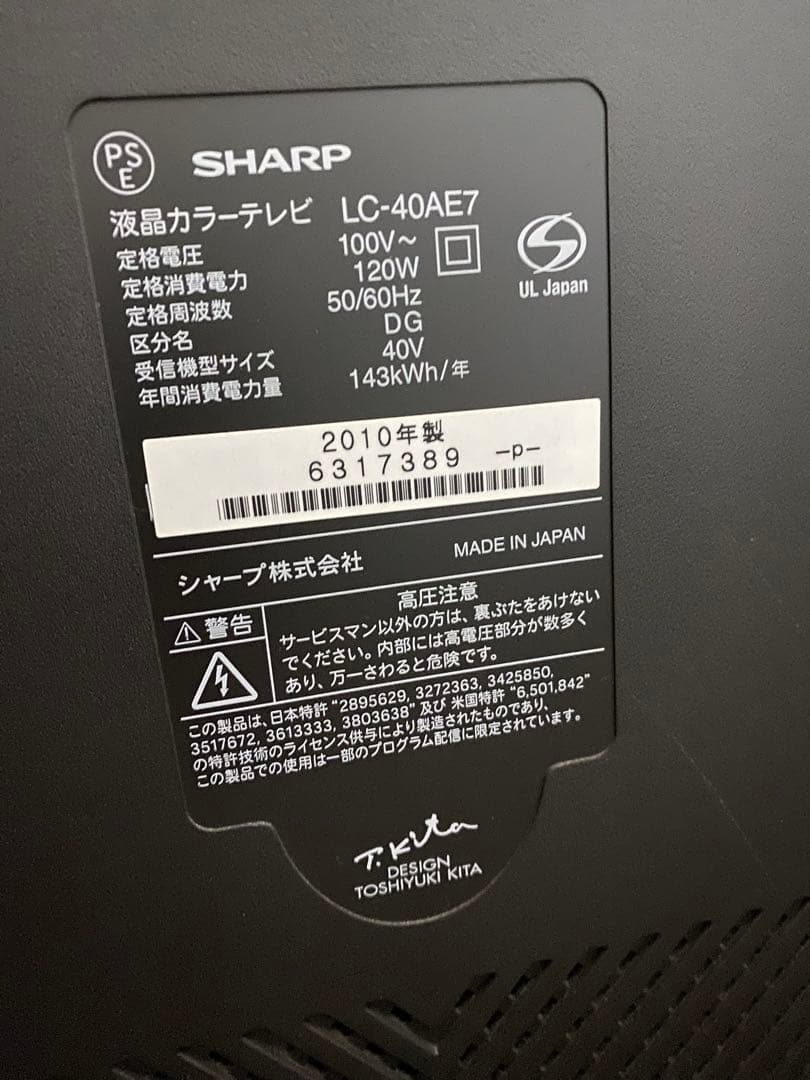 PS
E
SHARP
液晶カラーテレビ LC-40AE7
定格電圧 100V～
定格消費電力 120W
定格周波数 50/60Hz
区分名 DG
受信機型サイズ 40V
年間消費電力量 143kWh/年
UL Japan
2010年製
6317389 -p-
シャープ株式会社 MADE IN JAPAN
警告
高圧注意
サービスマン以外の方は、裏ぶたをあけない
でください。内部には高電圧部分が数多く
あり、万一さわると危険です。
この製品は、日本特許 "2895629, 3272363, 3425850,
3517672, 3613333, 3803638" 及び 米国特許 "6,501,842"
の特許技術のライセンス供与により製造されたものであり、
この製品での使用は一部のプログラム配信に限定されています。
T.Kita
DESIGN
TOSHIYUKI KITA